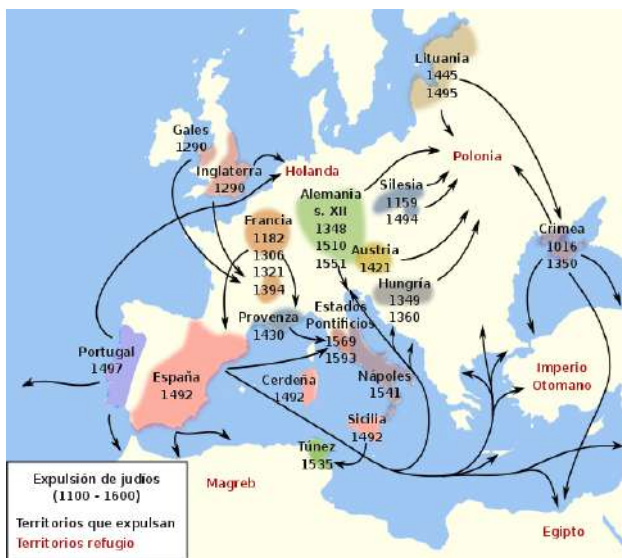 Lituania
1445
1495
Gales
1290
Inglaterra
1290
Holanda
Polonia
Alemania
s. XII
1348
1510
1551
Silesia
1159
1494
Francia
1182
1306
1321
1394
Austria
1421
Crimea
1016
1350
Hungría
1349
1360
Provenza
1430
Estados
Pontificios
1569
1593
Portugal
1497
España
1492
Cerdeña
1492
Nápoles
1541
Imperio
Otomano
Sicilia
1492
Túnez
1535
Magreb
Egipto
Expulsión de judíos
(1100 - 1600)
Territorios que expulsan
Territorios refugio